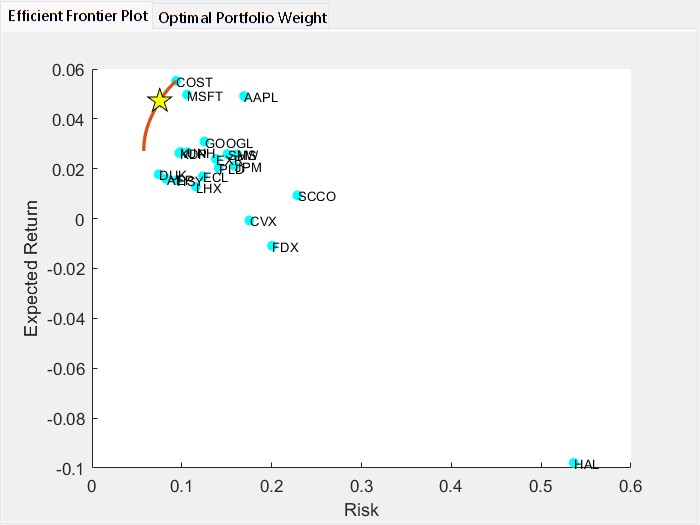 Efficient Frontier Plot
Optimal Portfolio Weight
0.06
0.04
0.02
0
-0.02
-0.04
-0.06
-0.08
-0.1
Expected Return
COST
MSFT
AAPL
GOOGL
EXR
PLD
DUK
ECL
LHX
SCCO
CVX
FDX
HAL
0
0.1
0.2
0.3
0.4
0.5
0.6
Risk